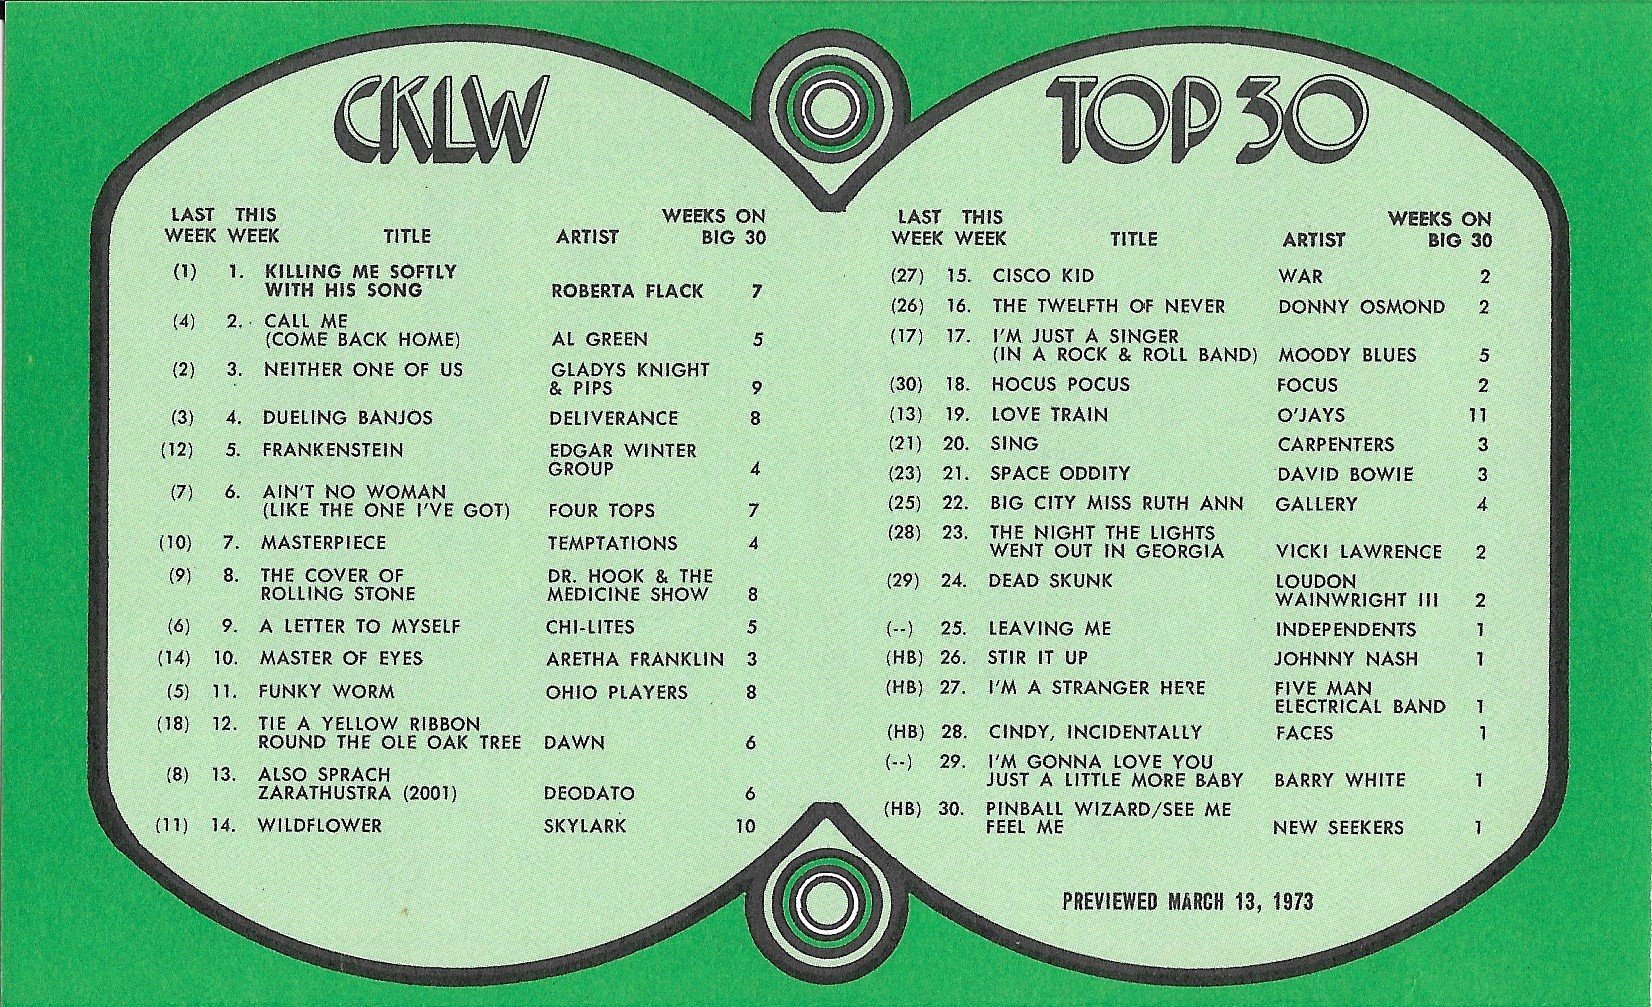 CKLW TOP 30
LAST THIS WEEKS ON
WEEK WEEK TITLE ARTIST BIG 30
(1) 1. KILLING ME SOFTLY
WITH HIS SONG ROBERTA FLACK 7
(4) 2. CALL ME
(COME BACK HOME) AL GREEN 5
(2) 3. NEITHER ONE OF US GLADYS KNIGHT
& PIPS 9
(3) 4. DUELING BANJOS DELIVERANCE 8
(12) 5. FRANKENSTEIN EDGAR WINTER
GROUP 4
(7) 6. AIN'T NO WOMAN
(LIKE THE ONE I'VE GOT) FOUR TOPS 7
(10) 7. MASTERPIECE TEMPTATIONS 4
(9) 8. THE COVER OF DR. HOOK & THE
ROLLING STONE MEDICINE SHOW 8
(6) 9. A LETTER TO MYSELF CHI-LITES 5
(14) 10. MASTER OF EYES ARETHA FRANKLIN 3
(5) 11. FUNKY WORM OHIO PLAYERS 8
(18) 12. TIE A YELLOW RIBBON
ROUND THE OLE OAK TREE DAWN 6
(8) 13. ALSO SPRACH
ZARATHUSTRA (2001) DEODATO 6
(11) 14. WILDFLOWER SKYLARK 10
LAST THIS WEEKS ON
WEEK WEEK TITLE ARTIST BIG 30
(27) 15. CISCO KID WAR 2
(26) 16. THE TWELFTH OF NEVER DONNY OSMOND 2
(17) 17. I'M JUST A SINGER
(IN A ROCK & ROLL BAND) MOODY BLUES 5
(30) 18. HOCUS POCUS FOCUS 2
(13) 19. LOVE TRAIN O'JAYS 11
(21) 20. SING CARPENTERS 3
(23) 21. SPACE ODDITY DAVID BOWIE 3
(25) 22. BIG CITY MISS RUTH ANN GALLERY 4
(28) 23. THE NIGHT THE LIGHTS
WENT OUT IN GEORGIA VICKI LAWRENCE 2
(29) 24. DEAD SKUNK LOUDON
WAINWRIGHT III 2
(--) 25. LEAVING ME INDEPENDENTS 1
(HB) 26. STIR IT UP JOHNNY NASH 1
(HB) 27. I'M A STRANGER HERE FIVE MAN
ELECTRICAL BAND 1
(HB) 28. CINDY, INCIDENTALLY FACES 1
(--) 29. I'M GONNA LOVE YOU
JUST A LITTLE MORE BABY BARRY WHITE 1
(HB) 30. PINBALL WIZARD/SEE ME
FEEL ME NEW SEEKERS 1
PREVIEWED MARCH 13, 1973